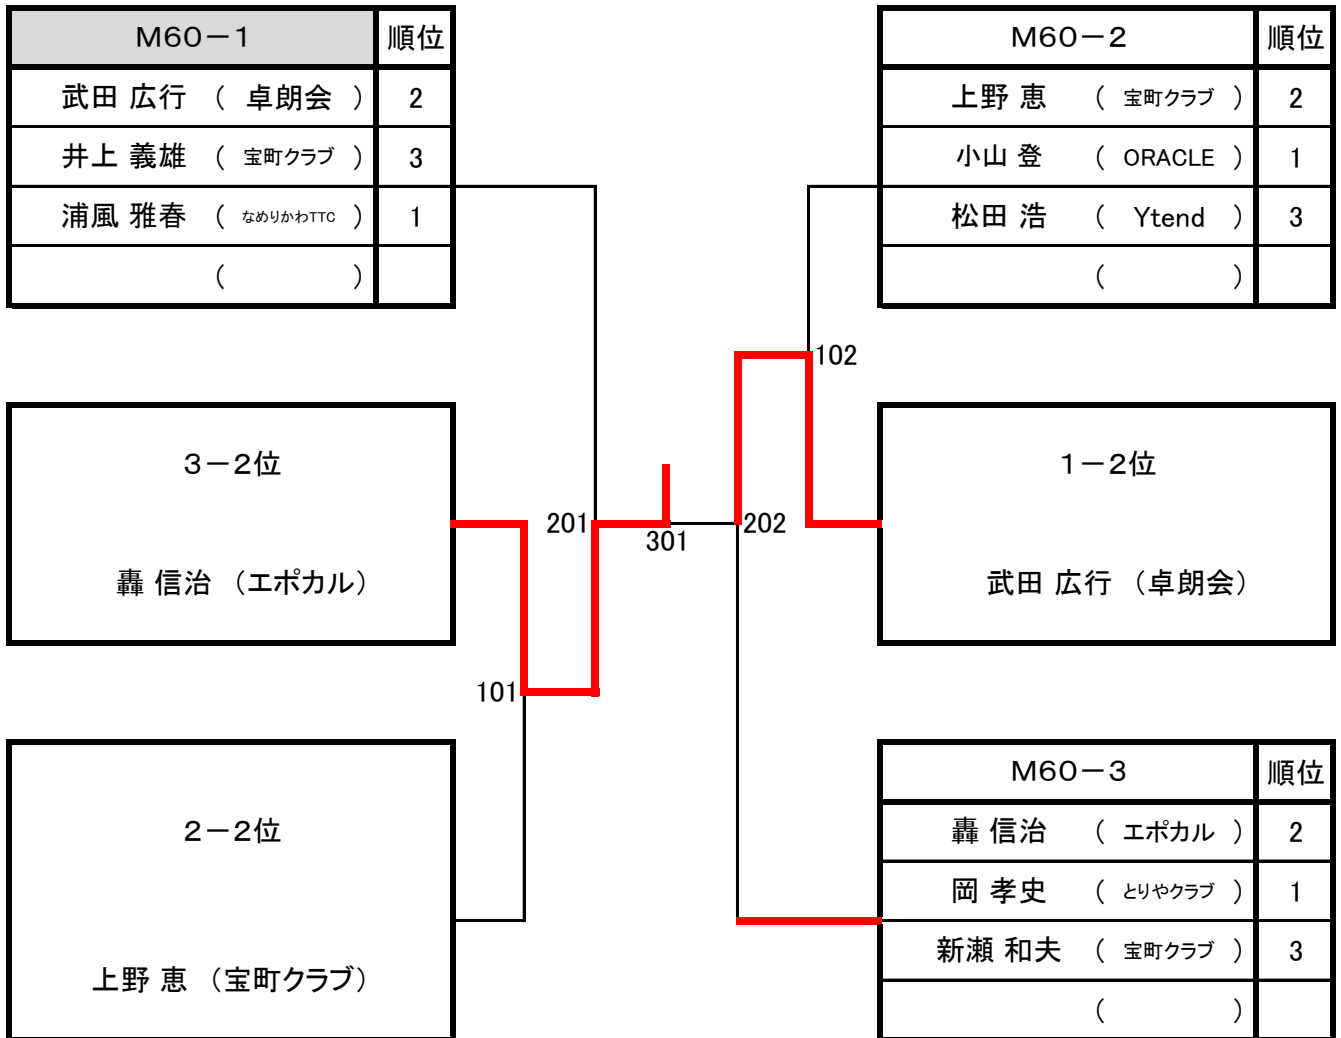 M60-1 順位
武田 広行 ( 卓朗会 ) 2
井上 義雄 ( 宝町クラブ ) 3
浦風 雅春 ( なめりかわTTC ) 1
( )
M60-2 順位
上野 恵 ( 宝町クラブ ) 2
小山 登 ( ORACLE ) 1
松田 浩 ( Ytend ) 3
( )
102
3-2位
轟 信治 (エポカル)
1-2位
武田 広行 (卓朗会)
201
301
202
101
2-2位
上野 恵 (宝町クラブ)
M60-3 順位
轟 信治 ( エポカル ) 2
岡 孝史 ( とりやクラブ ) 1
新瀬 和夫 ( 宝町クラブ ) 3
( )